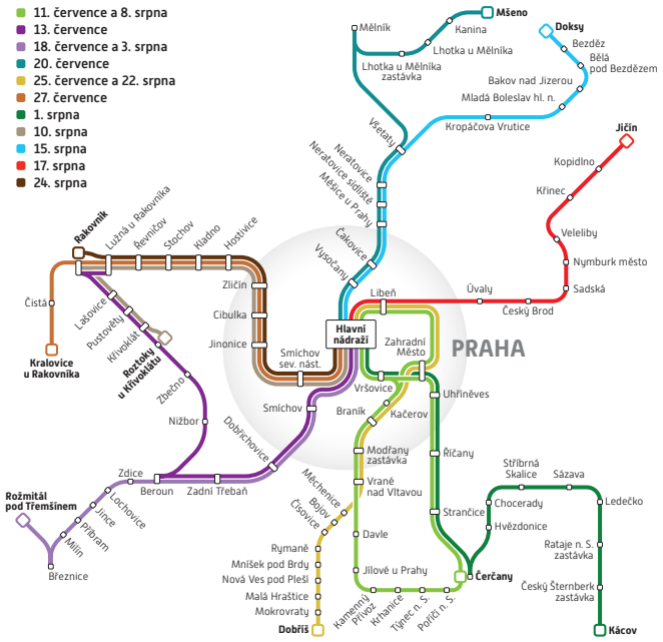 11. července a 8. srpna
13. července
18. července a 3. srpna
20. července
25. července a 22. srpna
27. července
1. srpna
10. srpna
15. srpna
17. srpna
24. srpna
Mšeno
Kanina
Lhotka u Mělníka
Lhotka u Mělníka
zastávka
Mělník
Všetaty
Doksy
Bezděz
Bělá
pod Bezdězem
Bakov nad Jizerou
Mladá Boleslav hl. n.
Kropáčova Vrutice
Neratovice
Neratovice sídliště
Měšice u Prahy
Čakovice
Vysočany
Jičín
Kopidlno
Křinec
Veleliby
Nymburk město
Sadská
Český Brod
Úvaly
Libeň
Rakovník
Lužná u Rakovníka
Řevničov
Stochov
Kladno
Hostivice
Zličín
Cibulka
Jinonice
Smíchov
sev. nást.
Hlavní
nádraží
PRAHA
Čistá
Kralovice
u Rakovníka
Lašovice
Pustověty
Křivoklát
Roztoky
u Křivoklátu
Zbečno
Nižbor
Smíchov
Dobřichovice
Zadní Třebaň
Beroun
Zdice
Lochovice
Jince
Příbram
Milín
Březnice
Rožmitál
pod Třemšínem
Zahradní
Město
Vršovice
Kačerov
Braník
Modřany
zastávka
Vrané
nad Vltavou
Měchenice
Bojov
Čisovice
Rymaně
Mníšek pod Brdy
Nová Ves pod Pleší
Malá Hraštice
Mokrovraty
Dobříš
Davle
Jílové u Prahy
Kamenný
Přívoz
Krhanice
Týnec n. S.
Poříčí n. S.
Čerčany
Uhříněves
Říčany
Strančice
Hvězdonice
Chocerady
Stříbrná
Skalice
Sázava
Ledečko
Rataje n. S.
zastávka
Český Šternberk
zastávka
Kácov